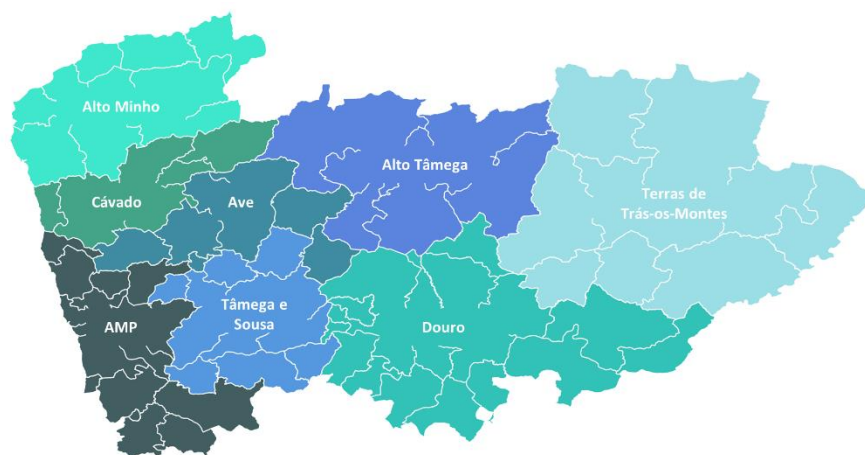 Alto Minho
Cávado
Ave
Alto Tâmega
Terras de
Trás-os-Montes
AMP
Tâmega e
Sousa
Douro